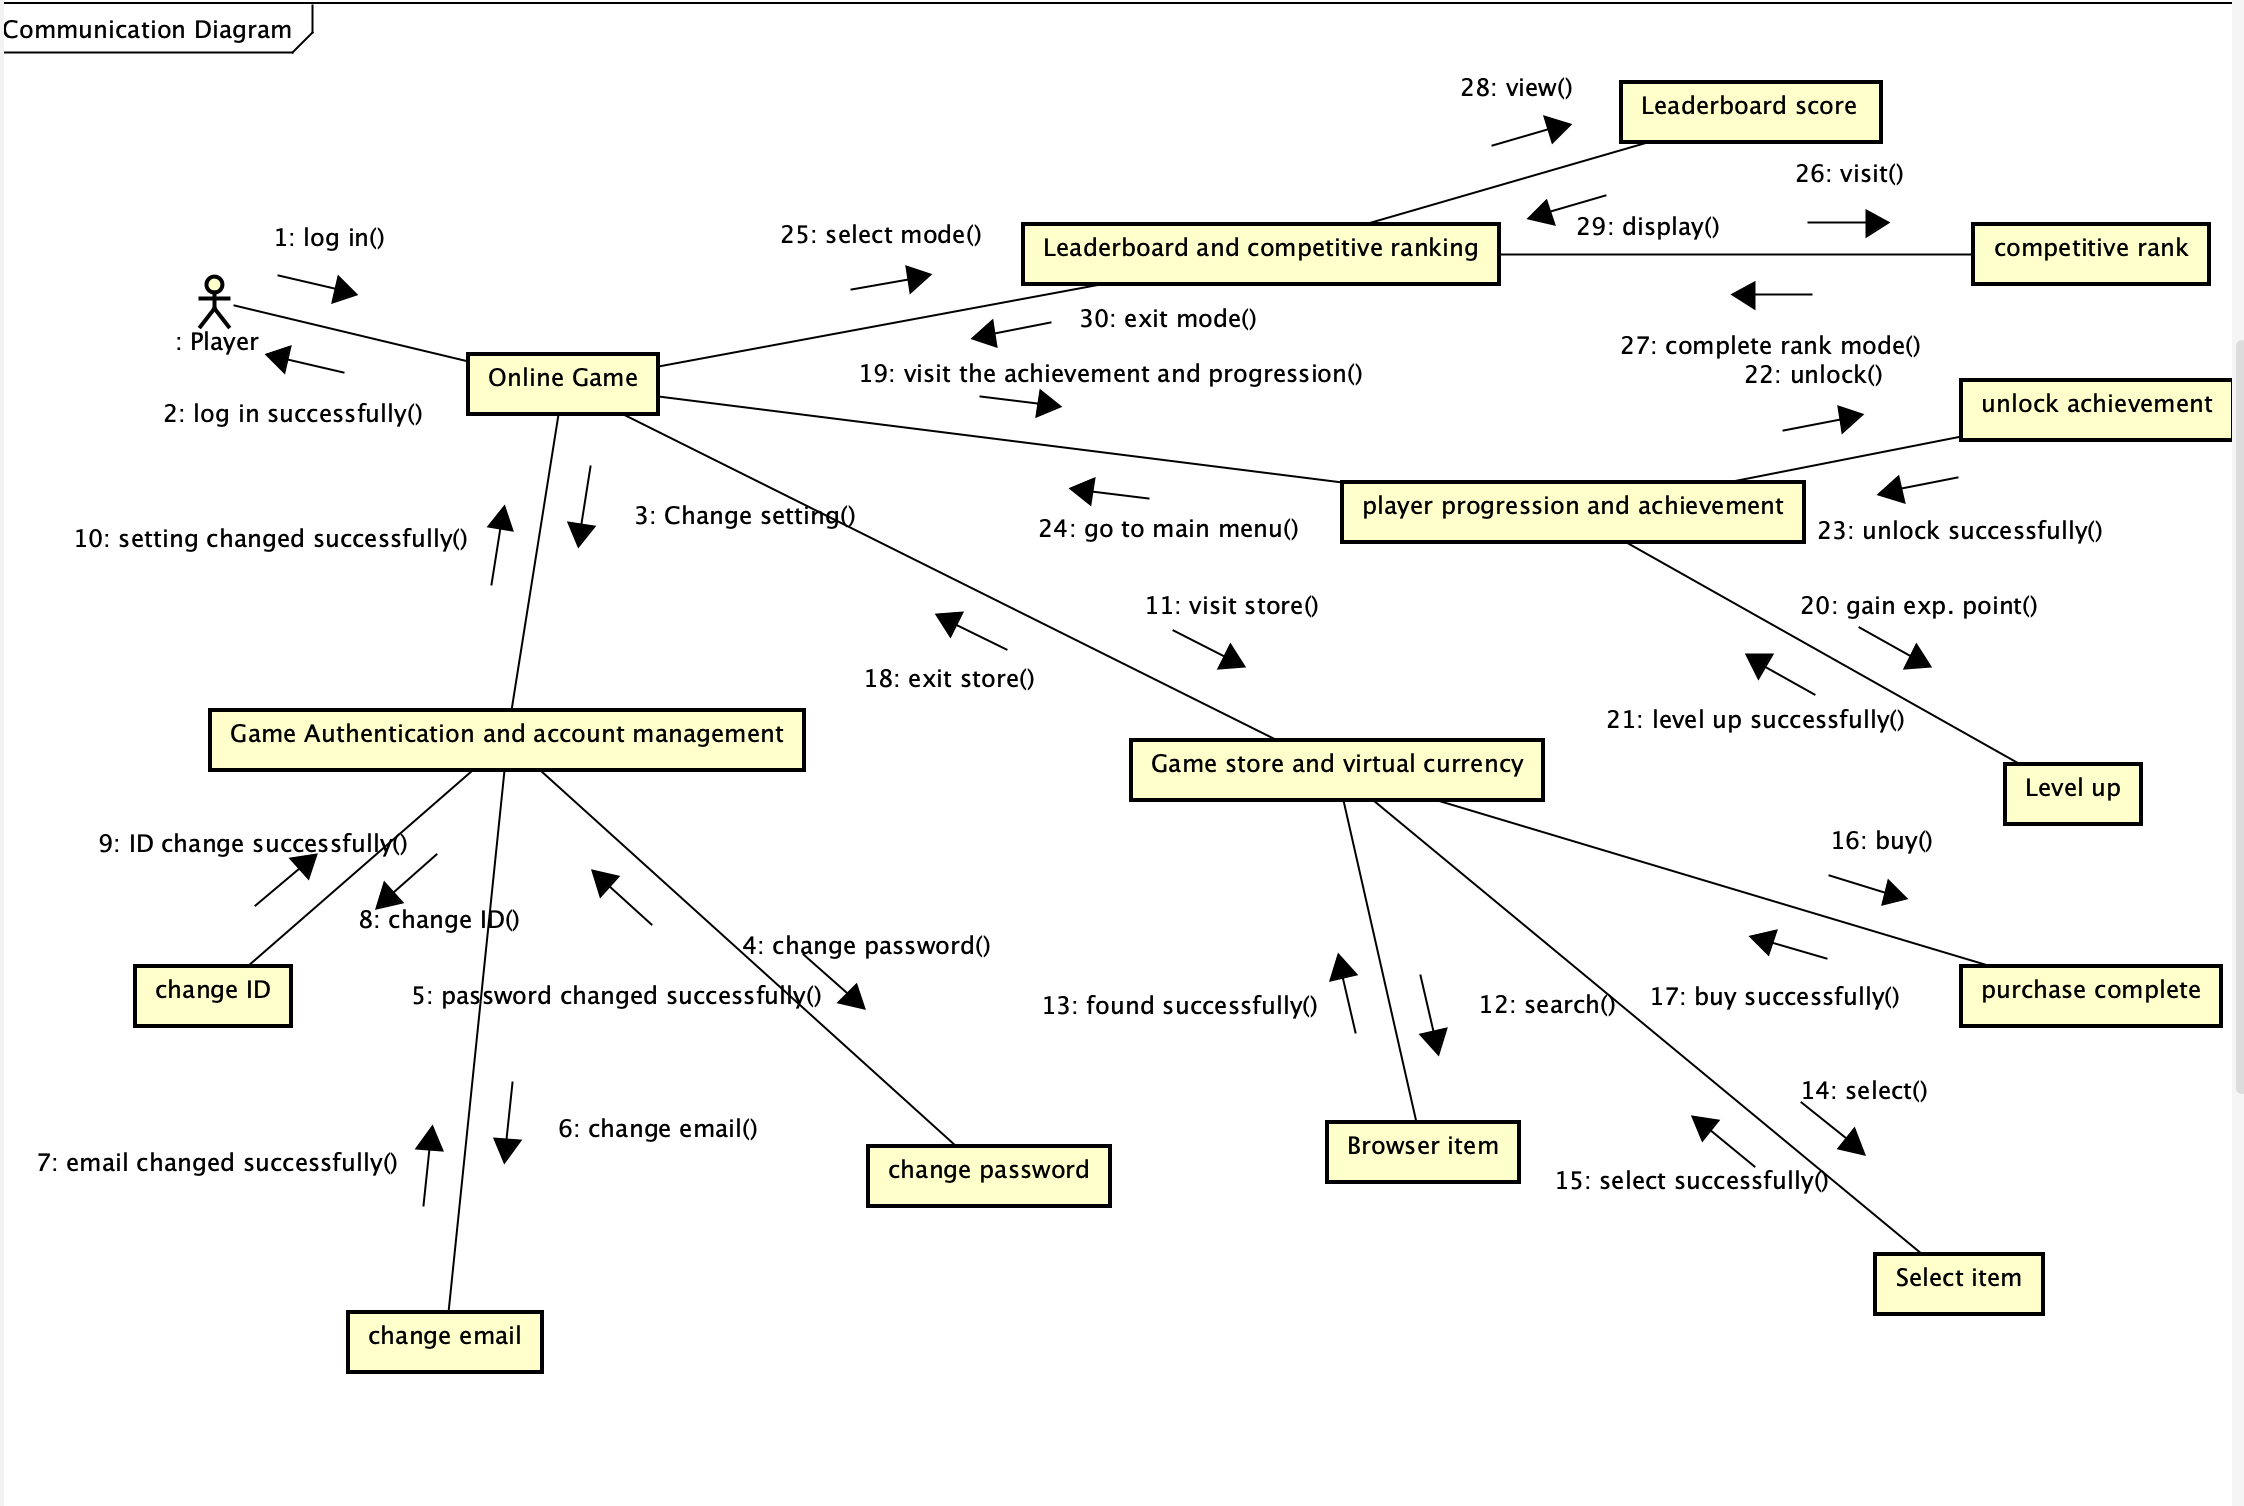 Communication Diagram
28: view()
Leaderboard score
26: visit()
1: log in()
25: select mode()
29: display()
Leaderboard and competitive ranking
competitive rank
30: exit mode()
: Player
27: complete rank mode()
Online Game
19: visit the achievement and progression()
22: unlock()
2: log in successfully()
unlock achievement
player progression and achievement
3: Change setting()
24: go to main menu()
23: unlock successfully()
10: setting changed successfully()
11: visit store()
20: gain exp. point()
18: exit store()
21: level up successfully()
Game Authentication and account management
Game store and virtual currency
Level up
9: ID change successfully()
16: buy()
8: change ID()
4: change password()
change ID
5: password changed successfully()
13: found successfully()
12: search()
17: buy successfully()
purchase complete
14: select()
6: change email()
7: email changed successfully()
change password
Browser item
15: select successfully()
Select item
change email